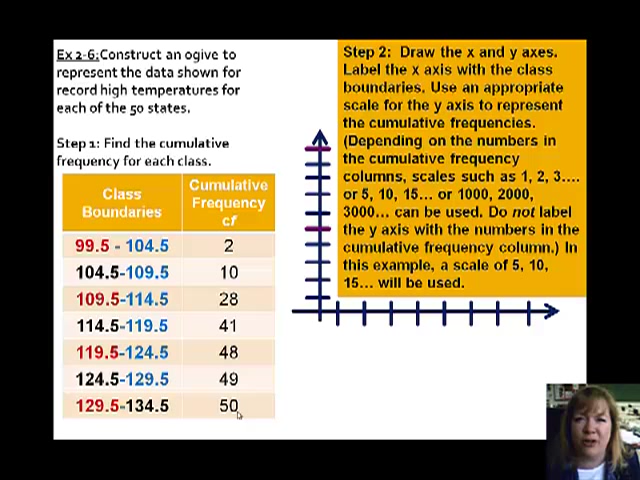 Ex 2-6:Construct an ogive to
represent the data shown for
record high temperatures for
each of the 50 states.
Step 1: Find the cumulative
frequency for each class.
Class
Boundaries
Cumulative
Frequency
cf
99.5 - 104.5 2
104.5-109.5 10
109.5-114.5 28
114.5-119.5 41
119.5-124.5 48
124.5-129.5 49
129.5-134.5 50
Step 2: Draw the x and y axes.
Label the x axis with the class
boundaries. Use an appropriate
scale for the y axis to represent
the cumulative frequencies.
(Depending on the numbers in
the cumulative frequency
columns, scales such as 1, 2, 3....
or 5, 10, 15... or 1000, 2000,
3000... can be used. Do not label
the y axis with the numbers in the
cumulative frequency column.) In
this example, a scale of 5, 10,
15... will be used.